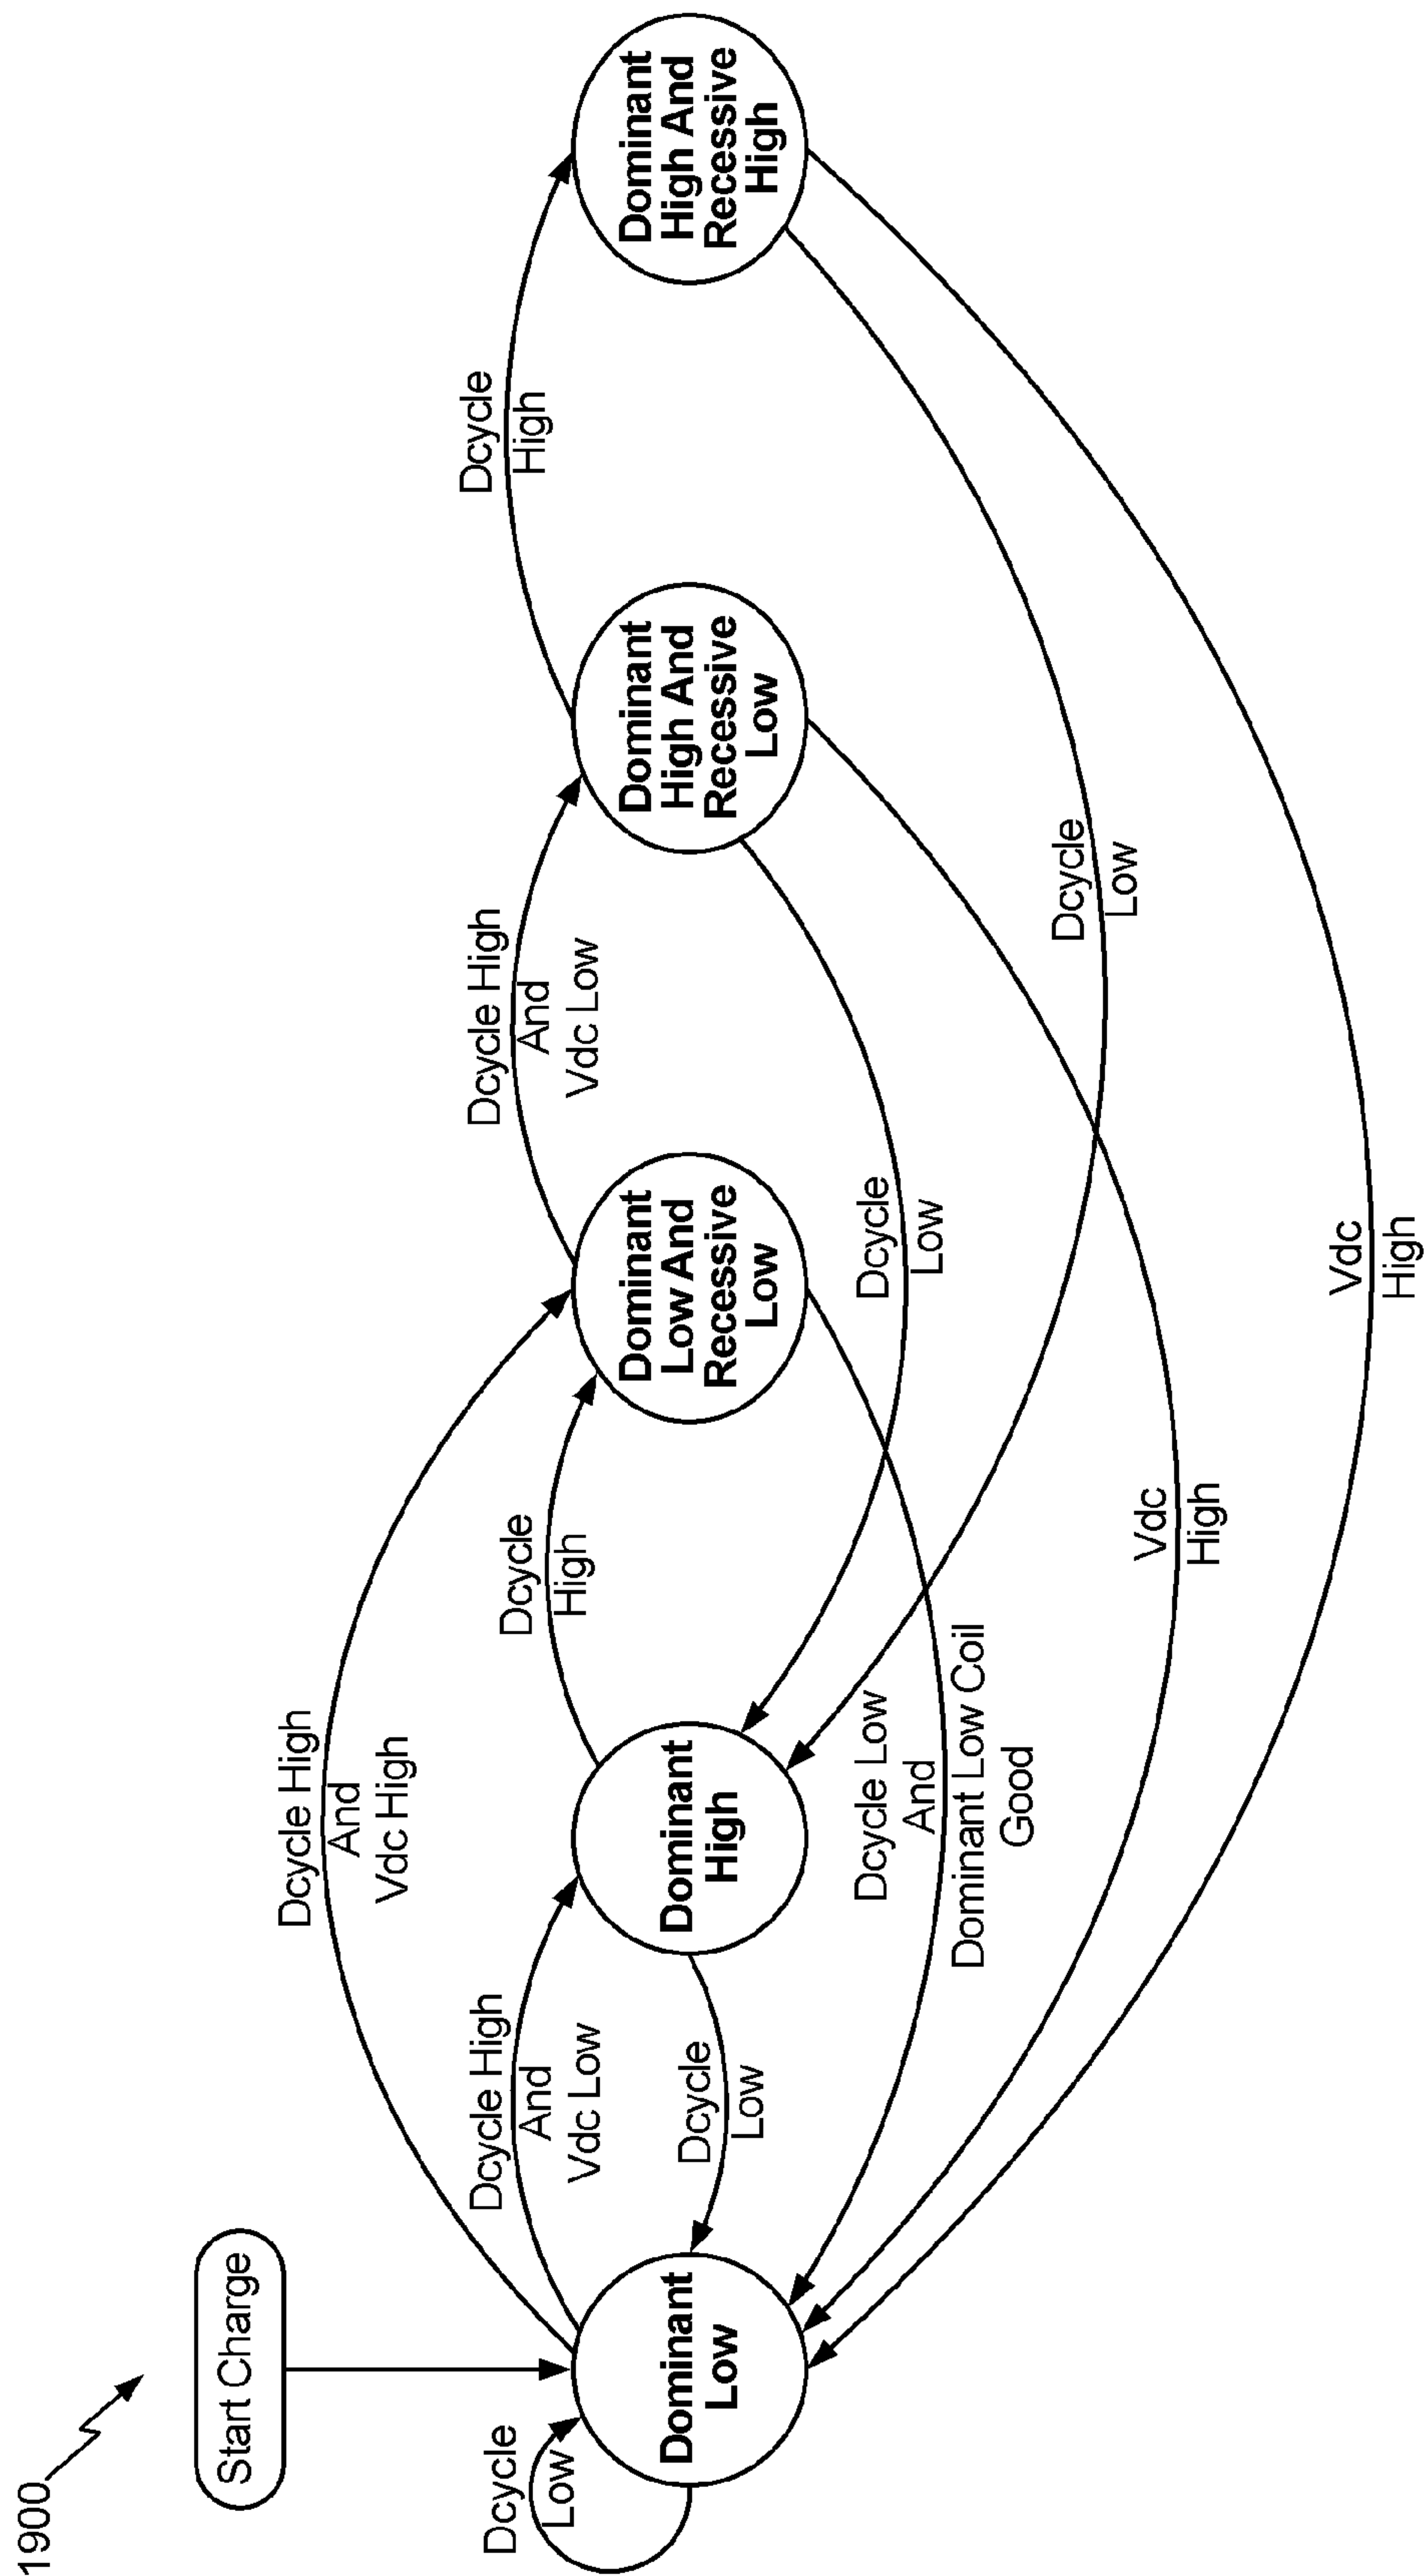 1900
Start Charge
Dcycle
Low
Dcycle High
And
Vdc High
Dcycle High
And
Vdc Low
Dcycle
High
Dcycle High
And
Vdc Low
Dcycle
High
Dominant
Low
Dominant
High
Dominant
Low And
Recessive
Low
Dominant
High And
Recessive
Low
Dominant
High And
Recessive
High
Dcycle
Low
Dcycle Low
And
Dominant Low Coil
Good
Dcycle
Low
Dcycle
Low
Vdc
High
Vdc
High